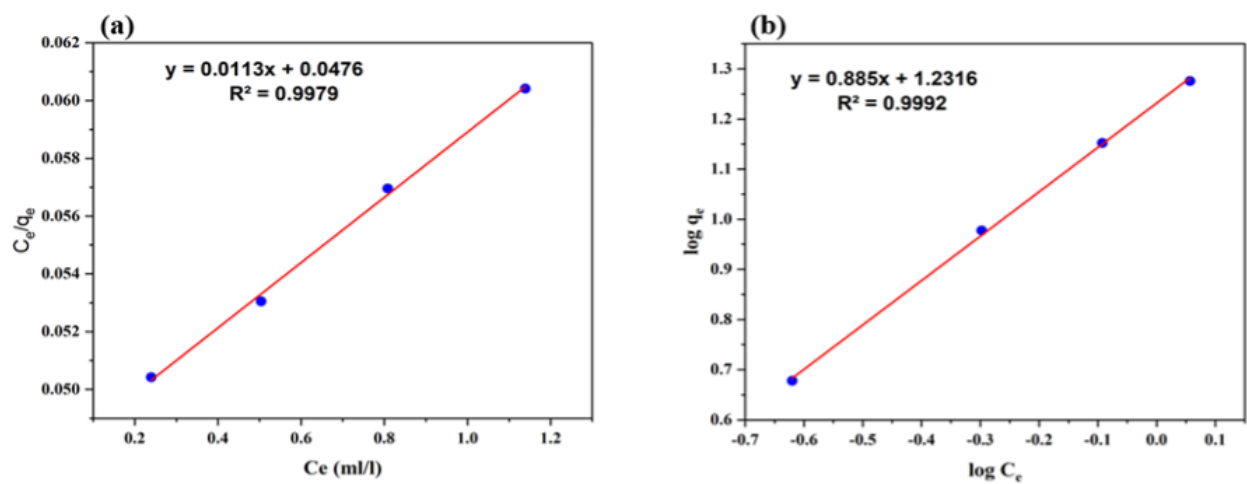 (a)
y = 0.0113x + 0.0476
R² = 0.9979
0.062
0.060
0.058
0.056
0.054
0.052
0.050
Cₑ/qₑ
0.2 0.4 0.6 0.8 1.0 1.2
Ce (ml/l)
(b)
y = 0.885x + 1.2316
R² = 0.9992
1.3
1.2
1.1
1.0
0.9
0.8
0.7
0.6
log qₑ
-0.7 -0.6 -0.5 -0.4 -0.3 -0.2 -0.1 0.0 0.1
log Cₑ